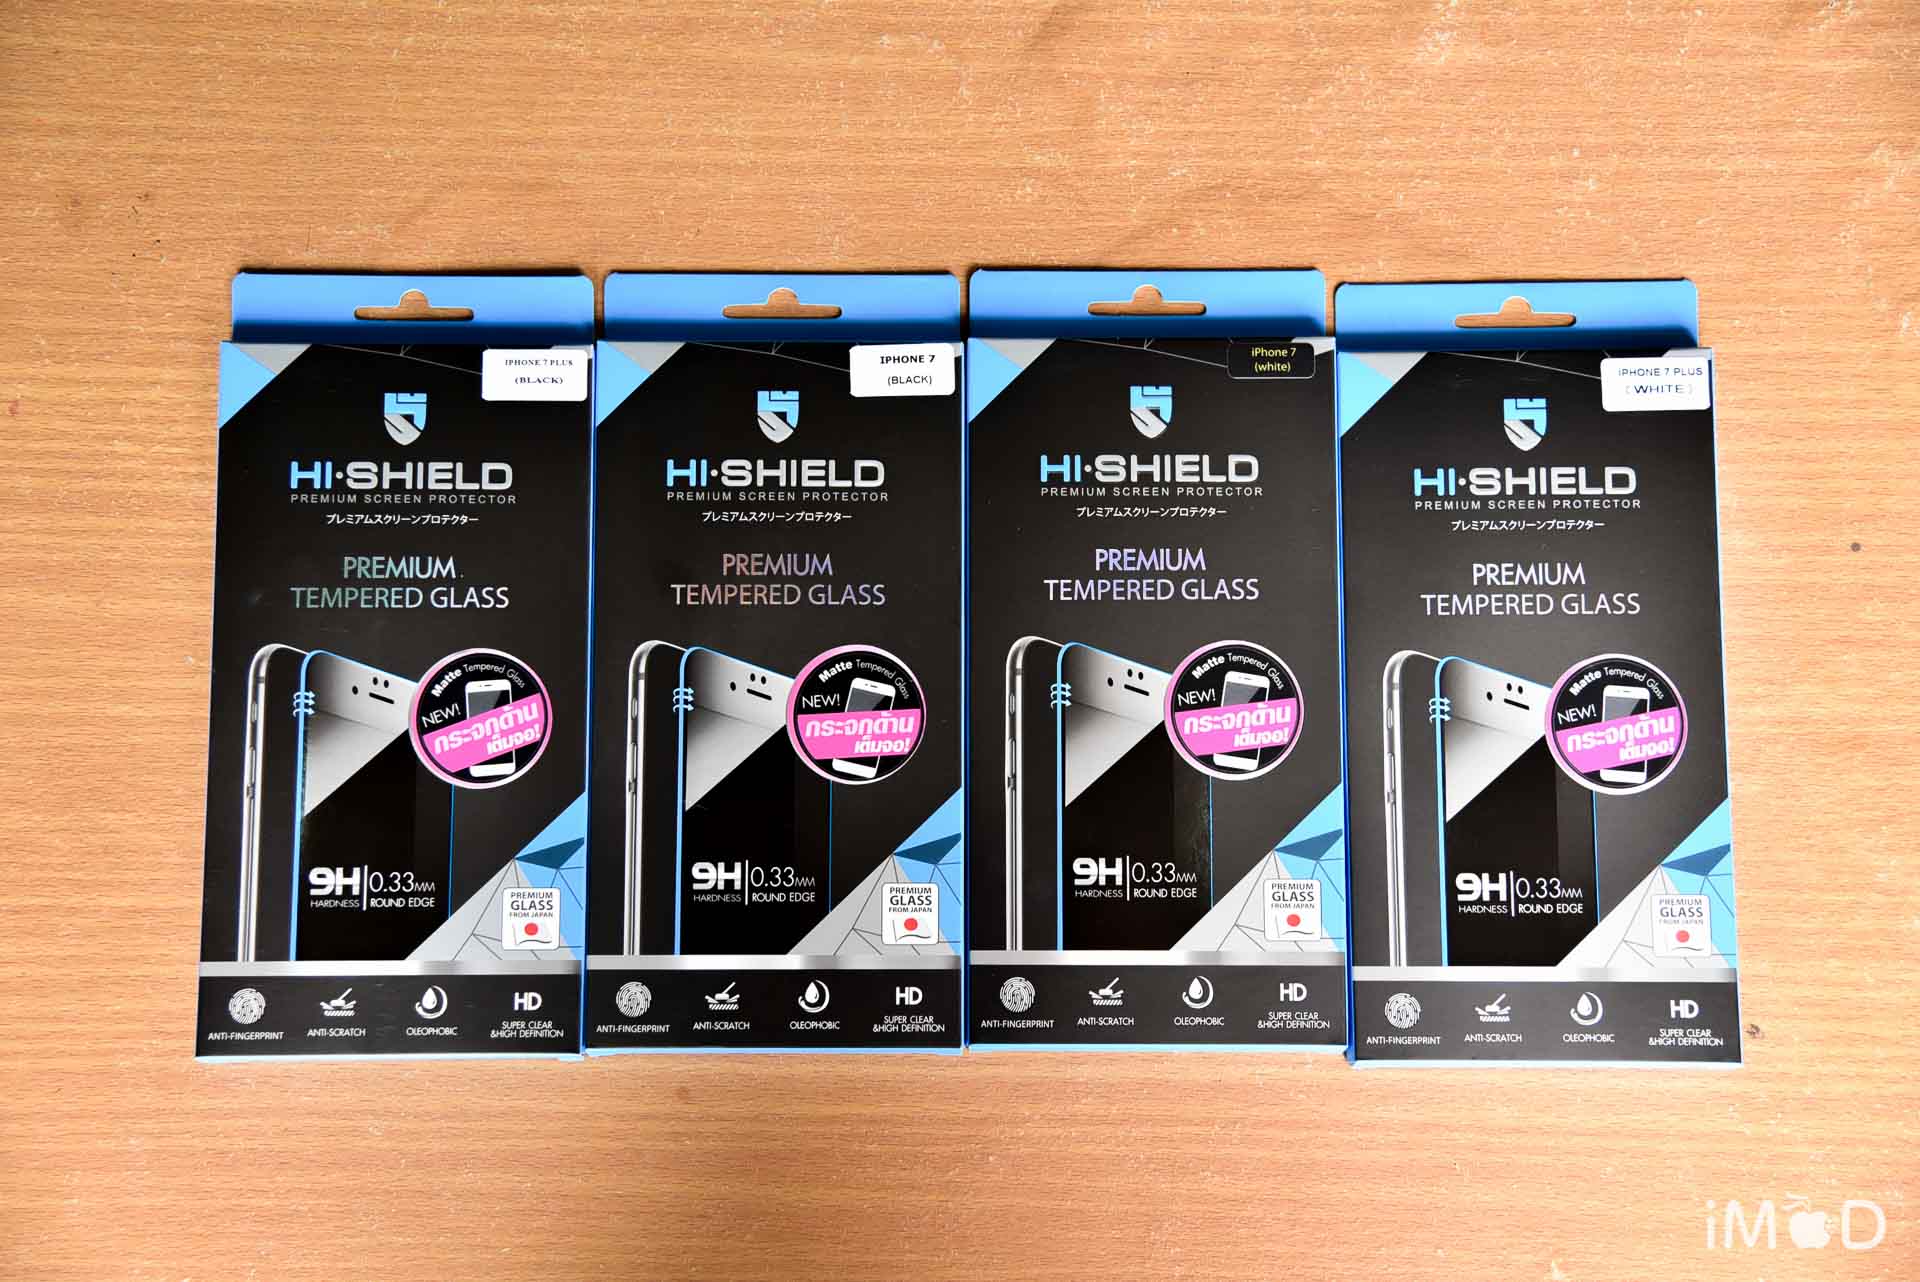 IPHONE 7 PLUS
(BLACK)
HI·SHIELD
PREMIUM SCREEN PROTECTOR
プレミアムスクリーンプロテクター
PREMIUM
TEMPERED GLASS
Matte Tempered Glass
NEW!
กระจกด้าน
เต็มจอ!
9H
HARDNESS
0.33MM
ROUND EDGE
PREMIUM
GLASS
FROM JAPAN
ANTI-FINGERPRINT
ANTI-SCRATCH
OLEOPHOBIC
HD
SUPER CLEAR
&HIGH DEFINITION
IPHONE 7
(BLACK)
HI·SHIELD
PREMIUM SCREEN PROTECTOR
プレミアムスクリーンプロテクター
PREMIUM
TEMPERED GLASS
Matte Tempered Glass
NEW!
กระจกด้าน
เต็มจอ!
9H
HARDNESS
0.33MM
ROUND EDGE
PREMIUM
GLASS
FROM JAPAN
ANTI-FINGERPRINT
ANTI-SCRATCH
OLEOPHOBIC
HD
SUPER CLEAR
&HIGH DEFINITION
iPhone 7
(white)
HI·SHIELD
PREMIUM SCREEN PROTECTOR
プレミアムスクリーンプロテクター
PREMIUM
TEMPERED GLASS
Matte Tempered Glass
NEW!
กระจกด้าน
เต็มจอ!
9H
HARDNESS
0.33MM
ROUND EDGE
PREMIUM
GLASS
FROM JAPAN
ANTI-FINGERPRINT
ANTI-SCRATCH
OLEOPHOBIC
HD
SUPER CLEAR
&HIGH DEFINITION
IPHONE 7 PLUS
(WHITE)
HI·SHIELD
PREMIUM SCREEN PROTECTOR
プレミアムスクリーンプロテクター
PREMIUM
TEMPERED GLASS
Matte Tempered Glass
NEW!
กระจกด้าน
เต็มจอ!
9H
HARDNESS
0.33MM
ROUND EDGE
PREMIUM
GLASS
FROM JAPAN
ANTI-FINGERPRINT
ANTI-SCRATCH
OLEOPHOBIC
HD
SUPER CLEAR
&HIGH DEFINITION
iMOD